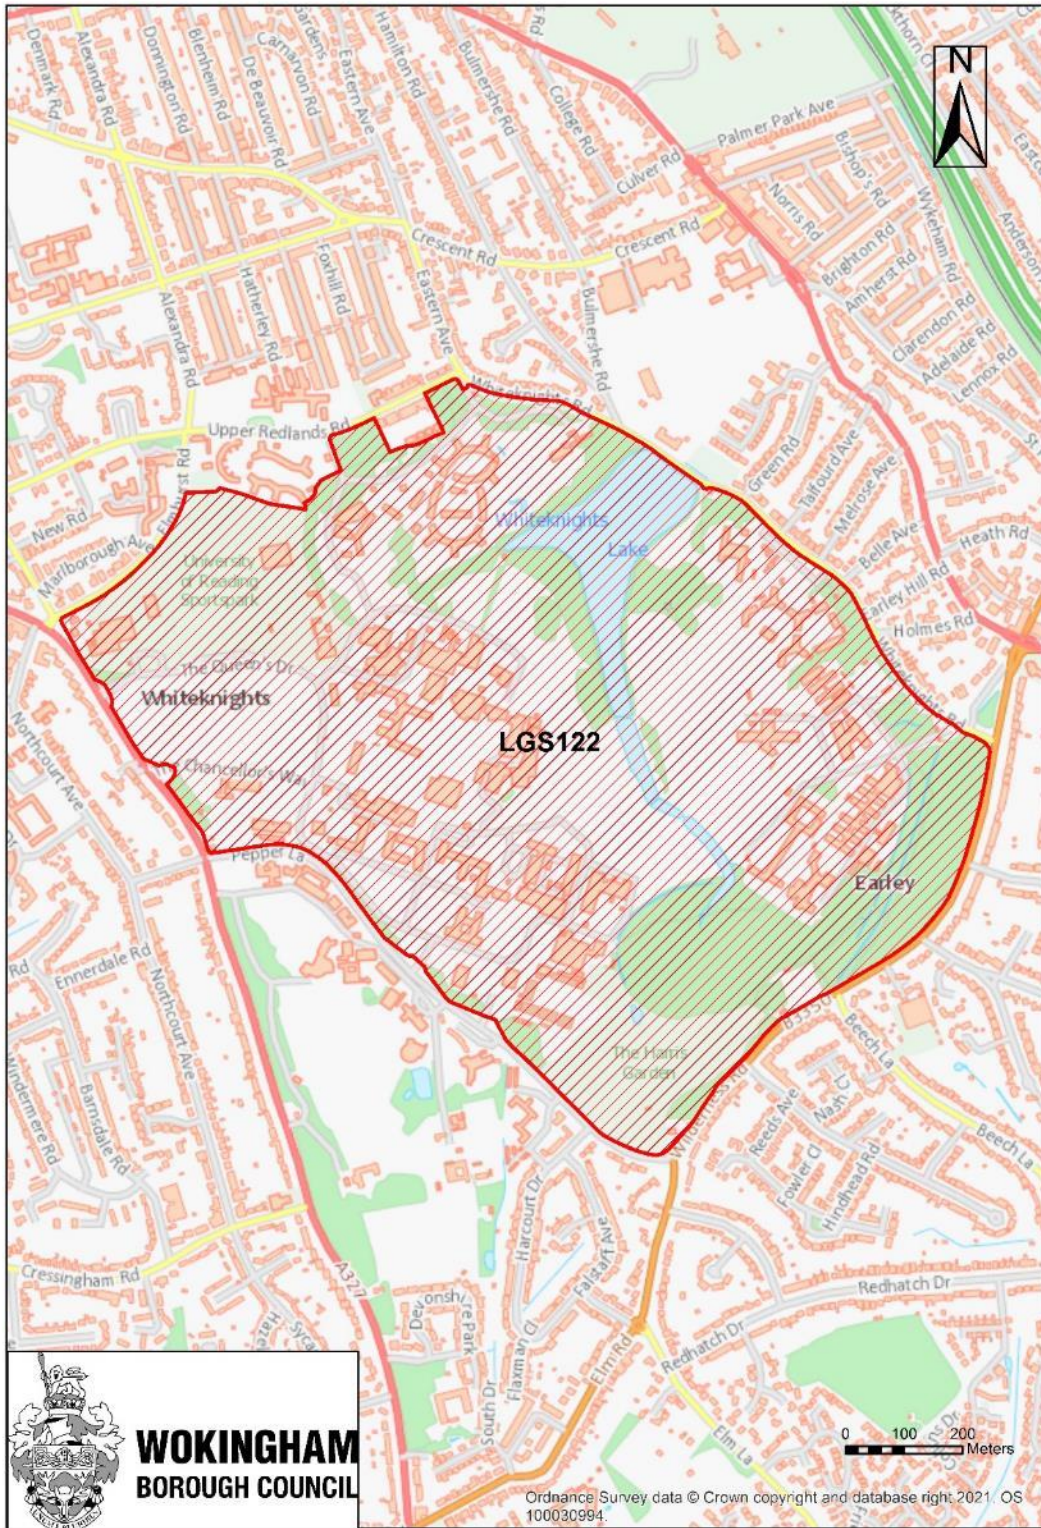 Denmark Rd
Alexandra Rd
Donnington Rd
Blenheim Rd
De Beauvoir Rd
Carnarvon Rd
Gardens
Eastern Ave
Hamilton Rd
Bulmershe Rd
College Rd
Culver Rd
Palmer Park Ave
N
Bishop's Rd
Norris Rd
Wykeham Rd
Anderson
Brighton Rd
Amherst Rd
Clarendon Rd
Adelaide Rd
Lennox Rd
Crescent Rd
Crescent Rd
Foxhill Rd
Hatherley Rd
Eastern Ave
Bulmershe Rd
Alexandra Rd
Whiteknights Rd
Upper Redlands Rd
Elmhurst Rd
New Rd
Marlborough Ave
Green Rd
Talfourd Ave
Melrose Ave
Belle Ave
Heath Rd
Earley Hill Rd
Holmes Rd
Whiteknights Rd
Whiteknights
Lake
University
of Reading
Sportspark
The Queen's Dr
Whiteknights
LGS122
The Chancellor's Way
Northcourt Ave
Pepper La
Earley
Ennerdale Rd
Rd
Northcourt Ave
Windermere Rd
Barnsdale Rd
B3350
Beech La
The Harris
Garden
Wilderness Rd
Reeds Ave
Nash Cl
Fowler Cl
Hindhead Rd
Beech La
Cressingham Rd
A327
Harcourt Dr
Falstaff Ave
Devonshire Park
Redhatch Dr
Redhatch Dr
Flaxman Cl
South Dr
Elm Rd
Elm La
WOKINGHAM
BOROUGH COUNCIL
0 100 200
Meters
Ordnance Survey data © Crown copyright and database right 2021. OS
100030994.